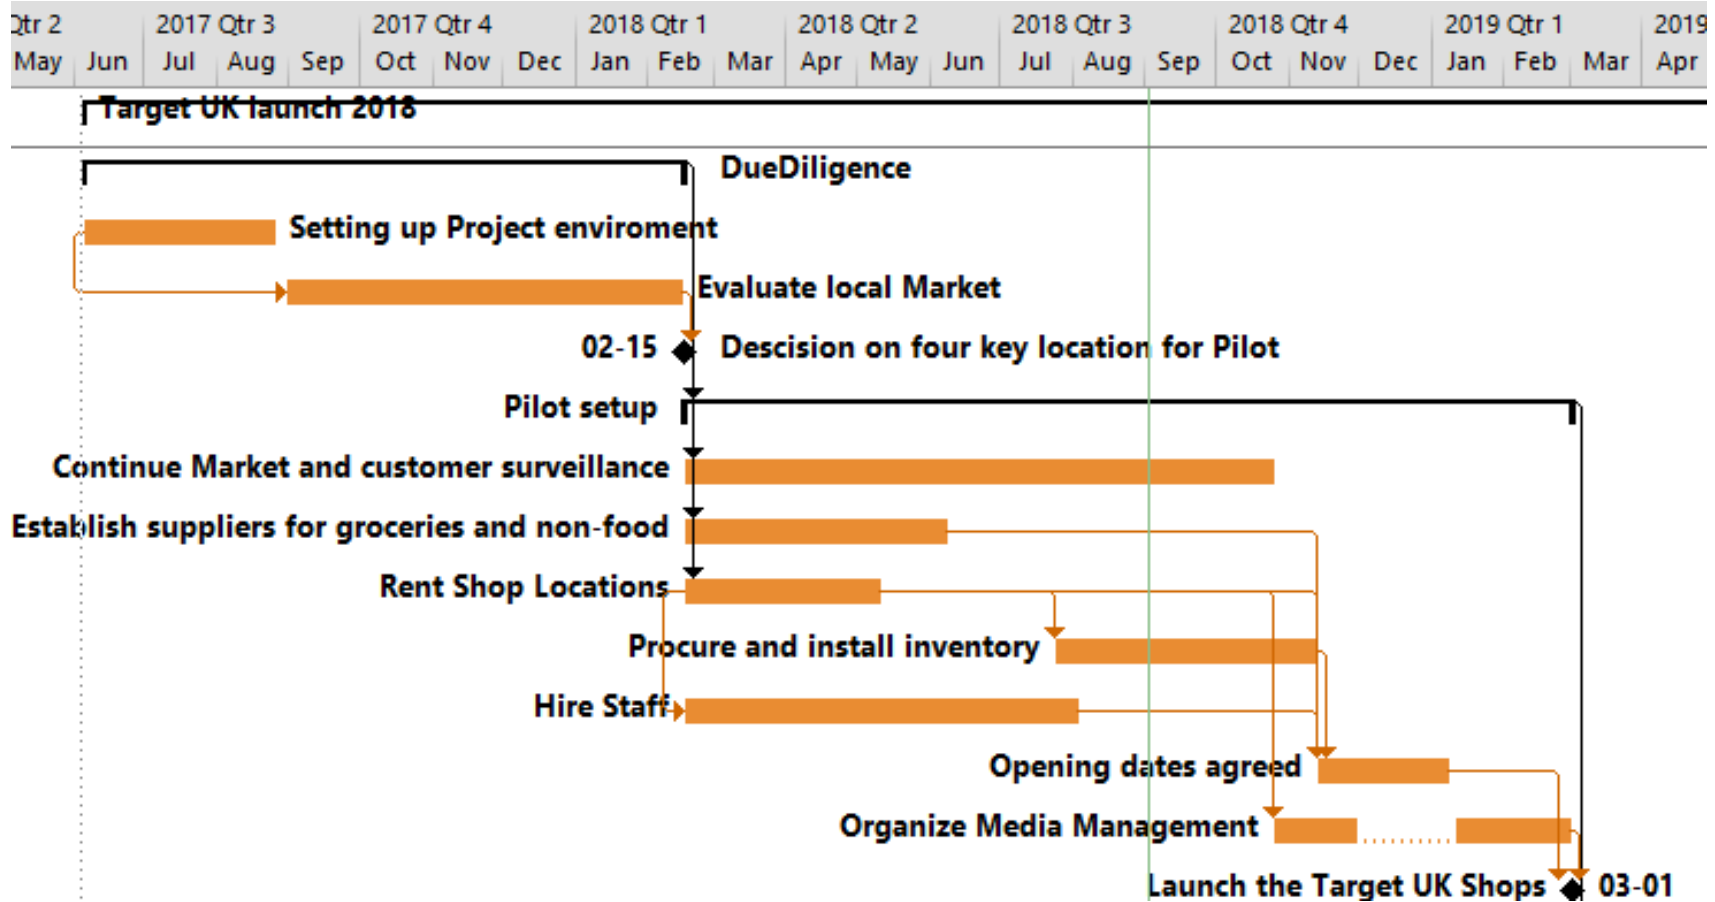 Qtr 2 2017 Qtr 3 2017 Qtr 4 2018 Qtr 1 2018 Qtr 2 2018 Qtr 3 2018 Qtr 4 2019 Qtr 1 2019
May Jun Jul Aug Sep Oct Nov Dec Jan Feb Mar Apr May Jun Jul Aug Sep Oct Nov Dec Jan Feb Mar Apr
Target UK launch 2018
DueDiligence
Setting up Project enviroment
Evaluate local Market
02-15 Descision on four key location for Pilot
Pilot setup
Continue Market and customer surveillance
Establish suppliers for groceries and non-food
Rent Shop Locations
Procure and install inventory
Hire Staff
Opening dates agreed
Organize Media Management
Launch the Target UK Shops 03-01